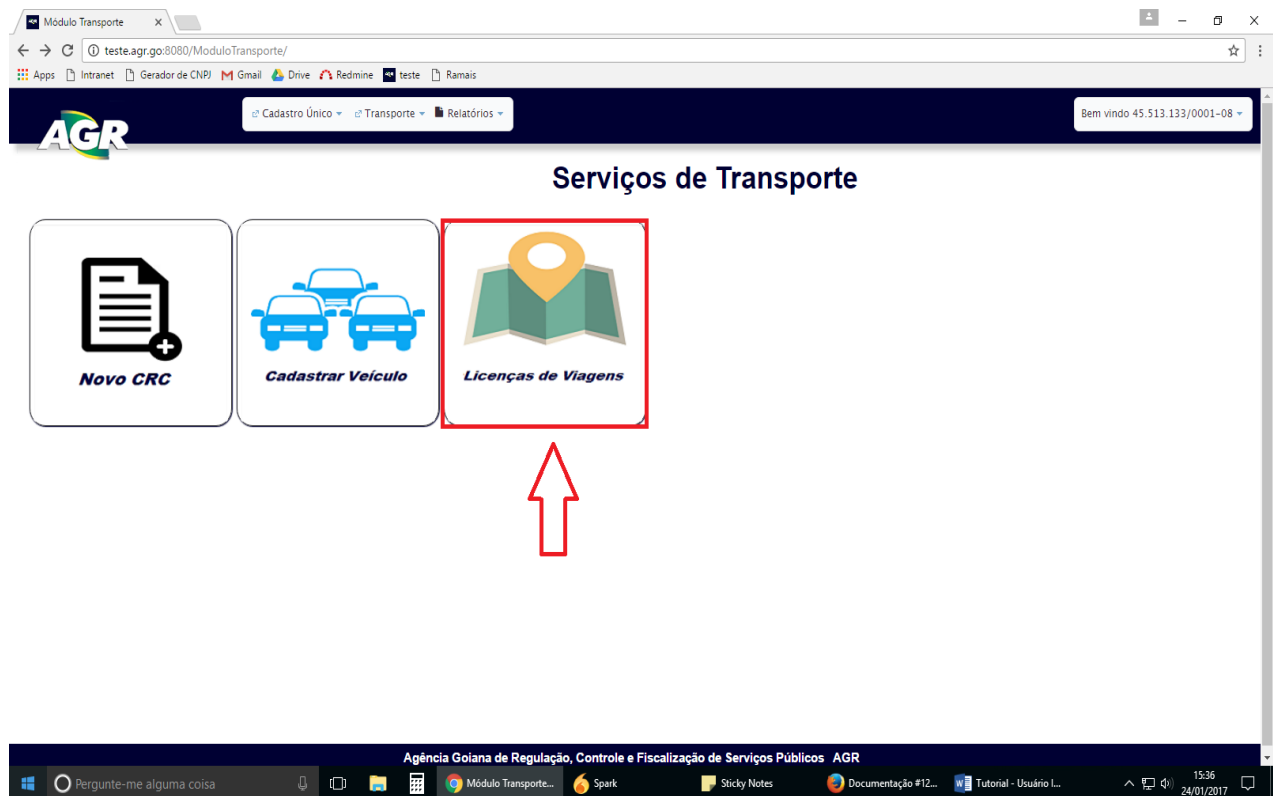 Módulo Transporte
teste.agr.go:8080/ModuloTransporte/
Apps Intranet Gerador de CNPJ Gmail Drive Redmine teste Ramais
AGR
Cadastro Único Transporte Relatórios
Bem vindo 45.513.133/0001-08
Serviços de Transporte
Novo CRC
Cadastrar Veículo
Licenças de Viagens
Agência Goiana de Regulação, Controle e Fiscalização de Serviços Públicos AGR
Pergunte-me alguma coisa
Módulo Transporte...
Spark
Sticky Notes
Documentação #12...
Tutorial - Usuário I...
15:36
24/01/2017